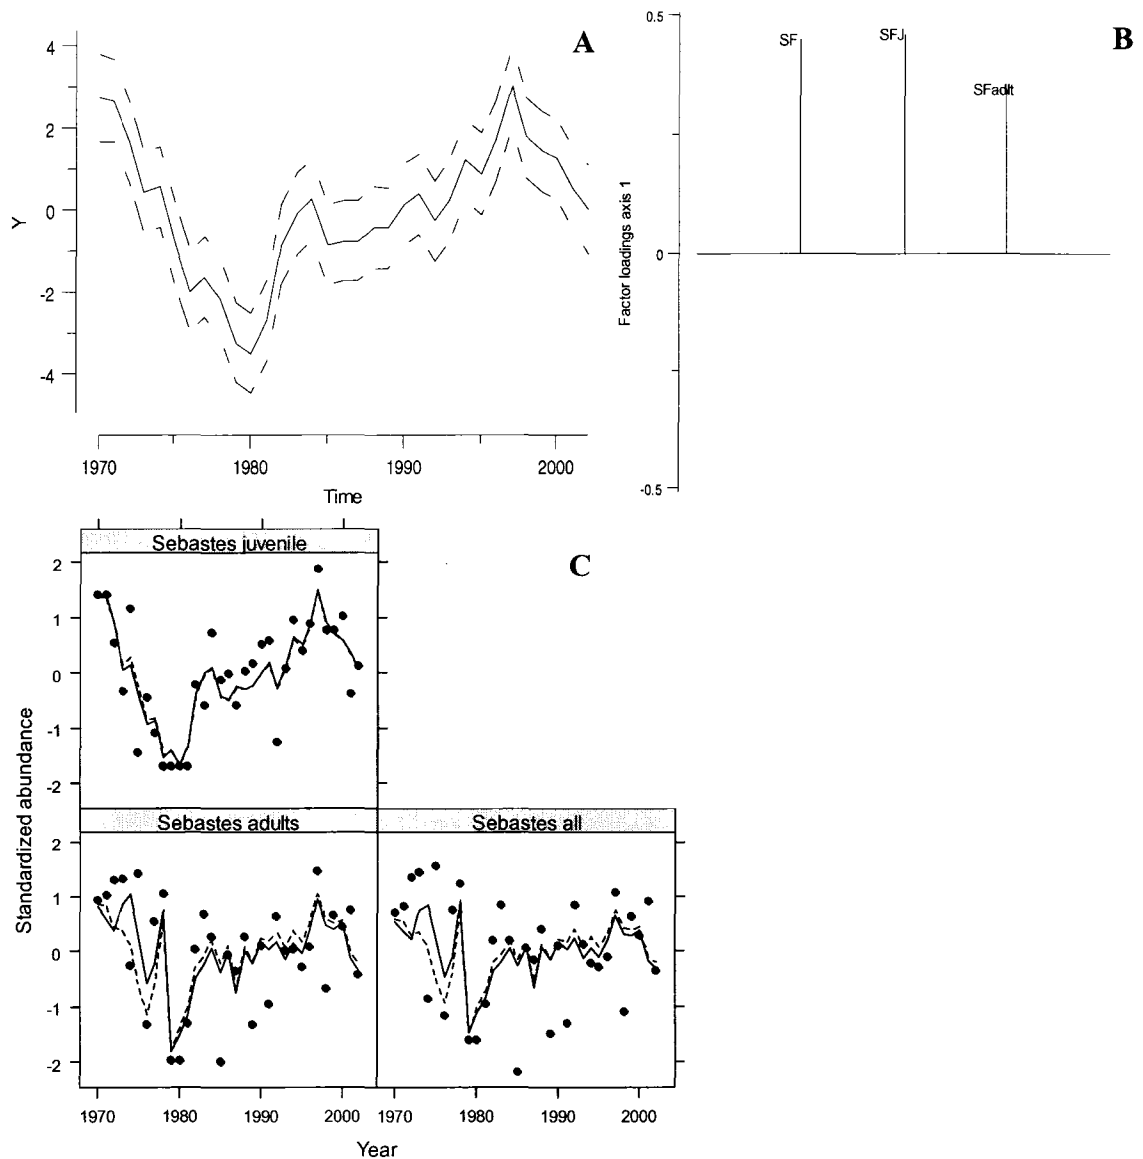 A
4
2
0
-2
-4
Y
1970
1980
1990
2000
Time
B
0.5
0
-0.5
Factor loadings axis 1
SF
SFJ
SFadlt
C
Sebastes juvenile
2
1
0
-1
-2
Standardized abundance
Sebastes adults
Sebastes all
2
1
0
-1
-2
1970
1980
1990
2000
1970
1980
1990
2000
Year